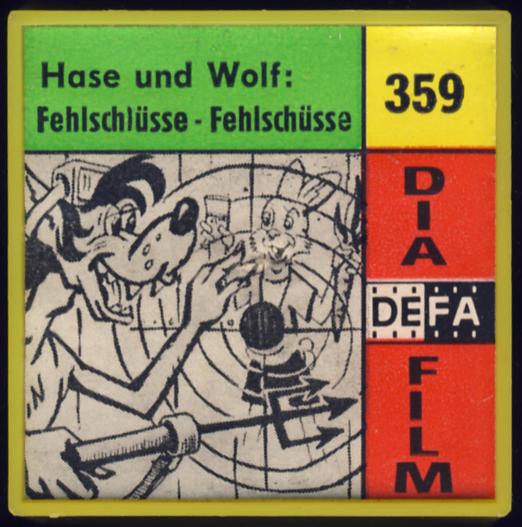 Hase und Wolf:
Fehlschlüsse - Fehlschüsse
359
DIA
DEFA
FILM